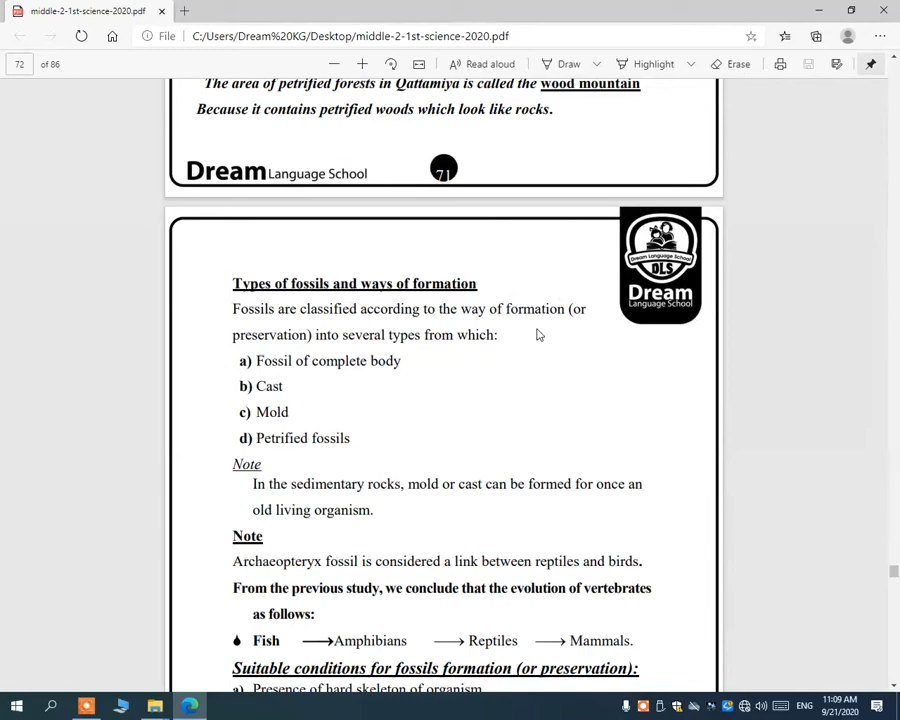 middle-2-1st-science-2020.pdf
File C:/Users/Dream%20KG/Desktop/middle-2-1st-science-2020.pdf
72 of 86 Read aloud Draw Highlight Erase
The area of petrified forests in Qattamiya is called the wood mountain
Because it contains petrified woods which look like rocks.
Dream Language School 71
Dream Language School
DLS
Dream
Language School
Types of fossils and ways of formation
Fossils are classified according to the way of formation (or
preservation) into several types from which:
a) Fossil of complete body
b) Cast
c) Mold
d) Petrified fossils
Note
In the sedimentary rocks, mold or cast can be formed for once an
old living organism.
Note
Archaeopteryx fossil is considered a link between reptiles and birds.
From the previous study, we conclude that the evolution of vertebrates
as follows:
Fish ⟶Amphibians ⟶ Reptiles ⟶ Mammals.
Suitable conditions for fossils formation (or preservation):
a) Presence of hard skeleton of organism
ENG 11:09 AM
9/21/2020